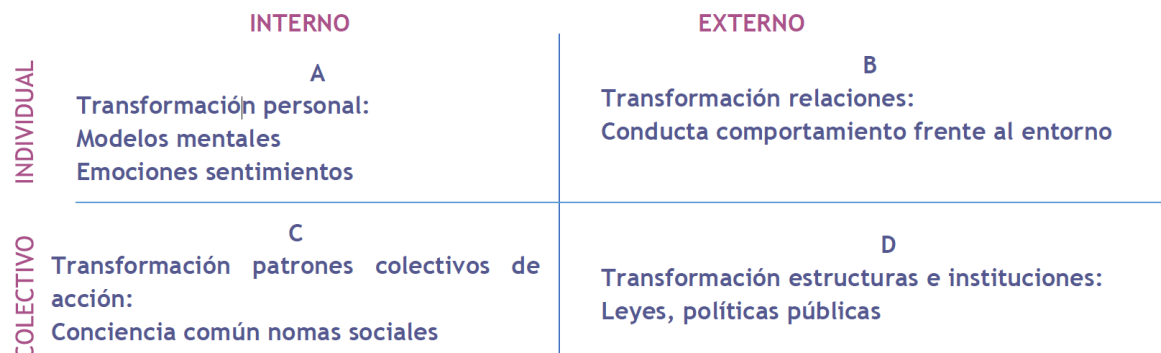 INTERNO
EXTERNO
INDIVIDUAL
A
Transformación personal:
Modelos mentales
Emociones sentimientos
B
Transformación relaciones:
Conducta comportamiento frente al entorno
COLECTIVO
C
Transformación patrones colectivos de
acción:
Conciencia común nomas sociales
D
Transformación estructuras e instituciones:
Leyes, políticas públicas